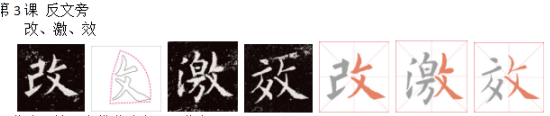 第 3 课 反文旁
改、激、效
改 攵 激 效 改 激 效